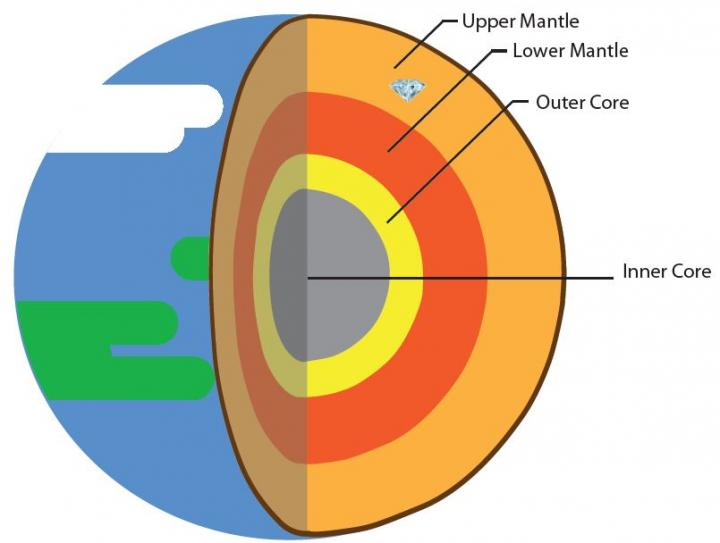 Upper Mantle
Lower Mantle
Outer Core
Inner Core